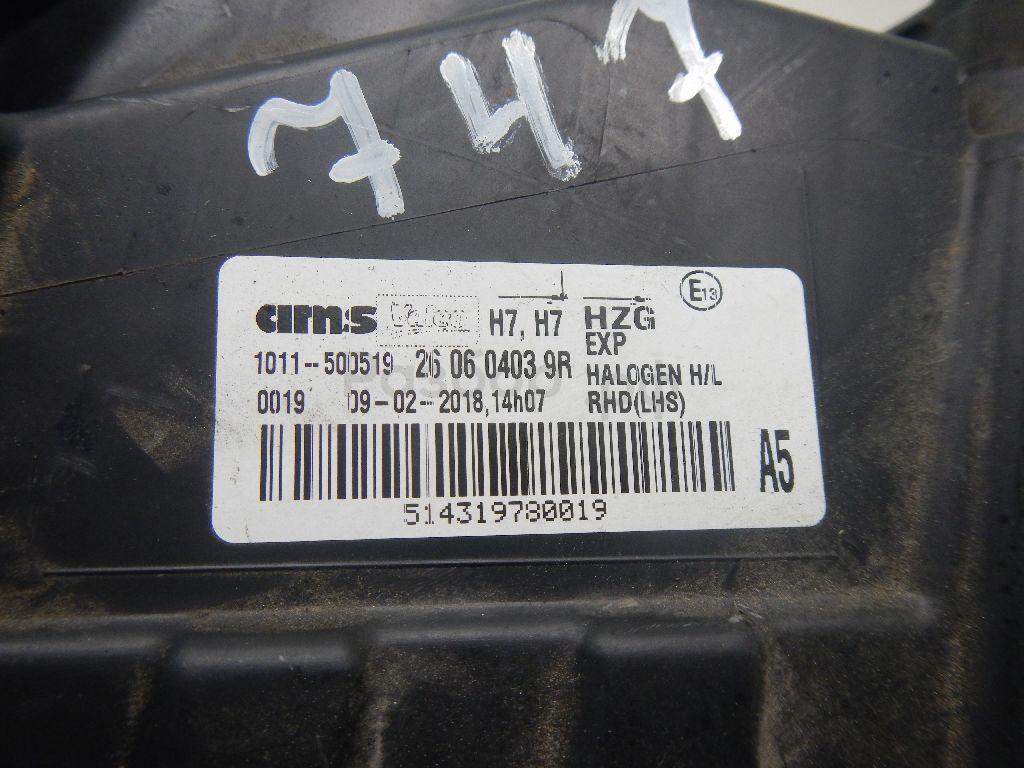 747
E13
ams Valeo H7, H7 HZG
EXP
1011-500519 26 06 0403 9R HALOGEN H/L
0019 09-02-2018,14h07 RHD(LHS)
A5
514319780019